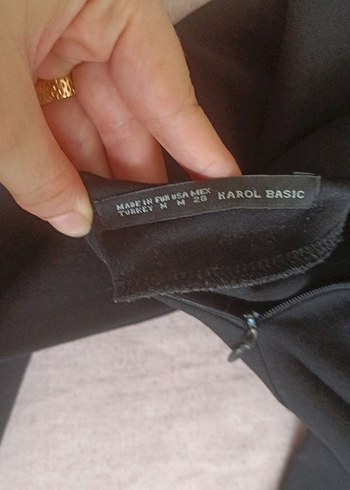 MADE IN EUR USA MEX KAROL BASIC
TURKEY M M 28